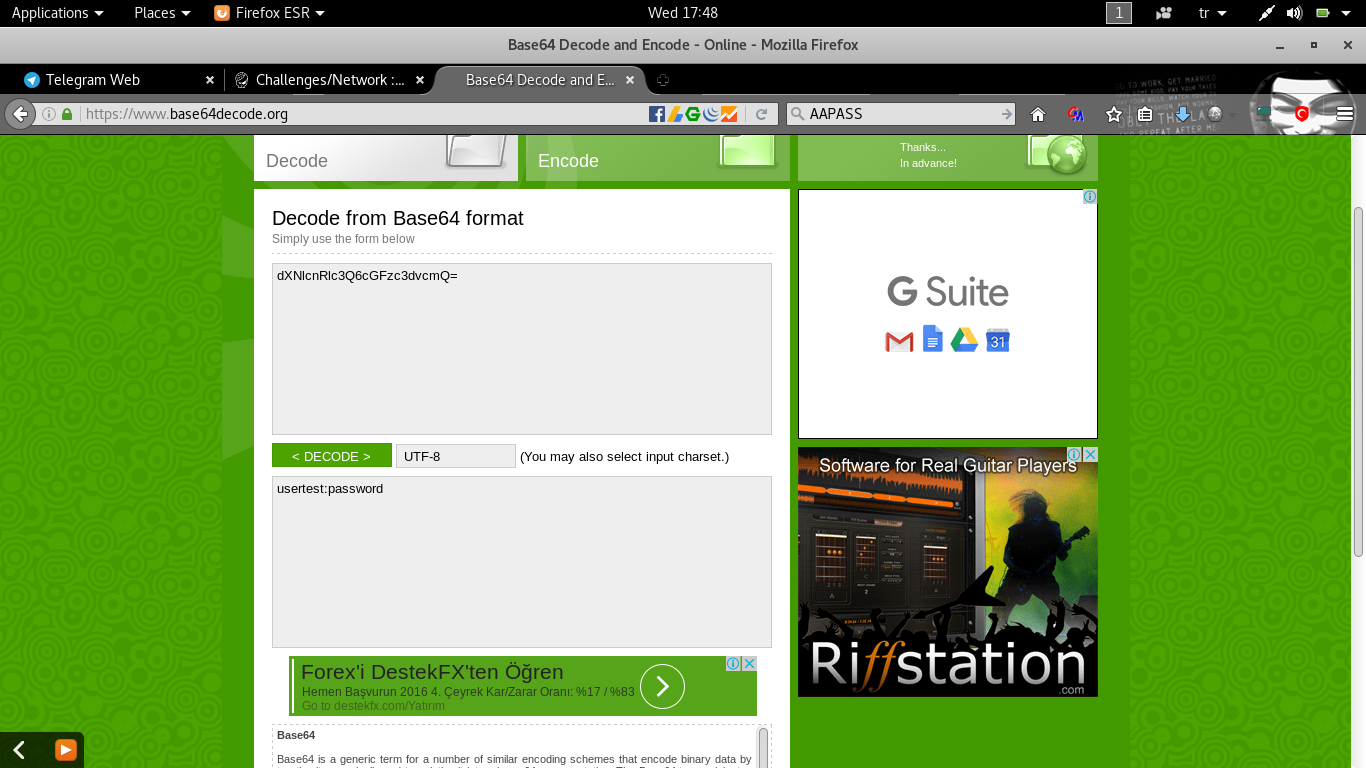 Applications Places Firefox ESR Wed 17:48 1 tr
Base64 Decode and Encode - Online - Mozilla Firefox
Telegram Web Challenges/Network :... Base64 Decode and E...
https://www.base64decode.org AAPASS
Decode
Encode
Thanks...
In advance!
Decode from Base64 format
Simply use the form below
dXNlcnRlc3Q6cGFzc3dvcmQ=
< DECODE > UTF-8 (You may also select input charset.)
usertest:password
G Suite
31
Software for Real Guitar Players
Riffstation
.com
Forex'i DestekFX'ten Öğren
Hemen Başvurun 2016 4. Çeyrek Kar/Zarar Oranı: %17 / %83
Go to destekfx.com/Yatırım
Base64
Base64 is a generic term for a number of similar encoding schemes that encode binary data by